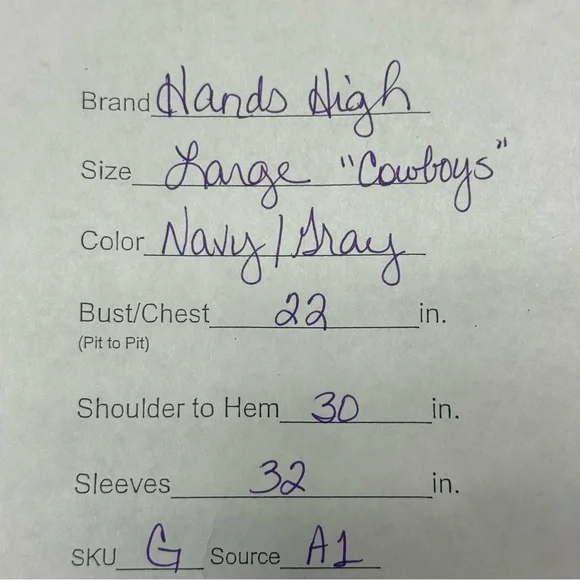 Brand Hands High
Size Large "Cowboys"
Color Navy/Gray
Bust/Chest 22 in.
(Pit to Pit)
Shoulder to Hem 30 in.
Sleeves 32 in.
SKU G Source A1